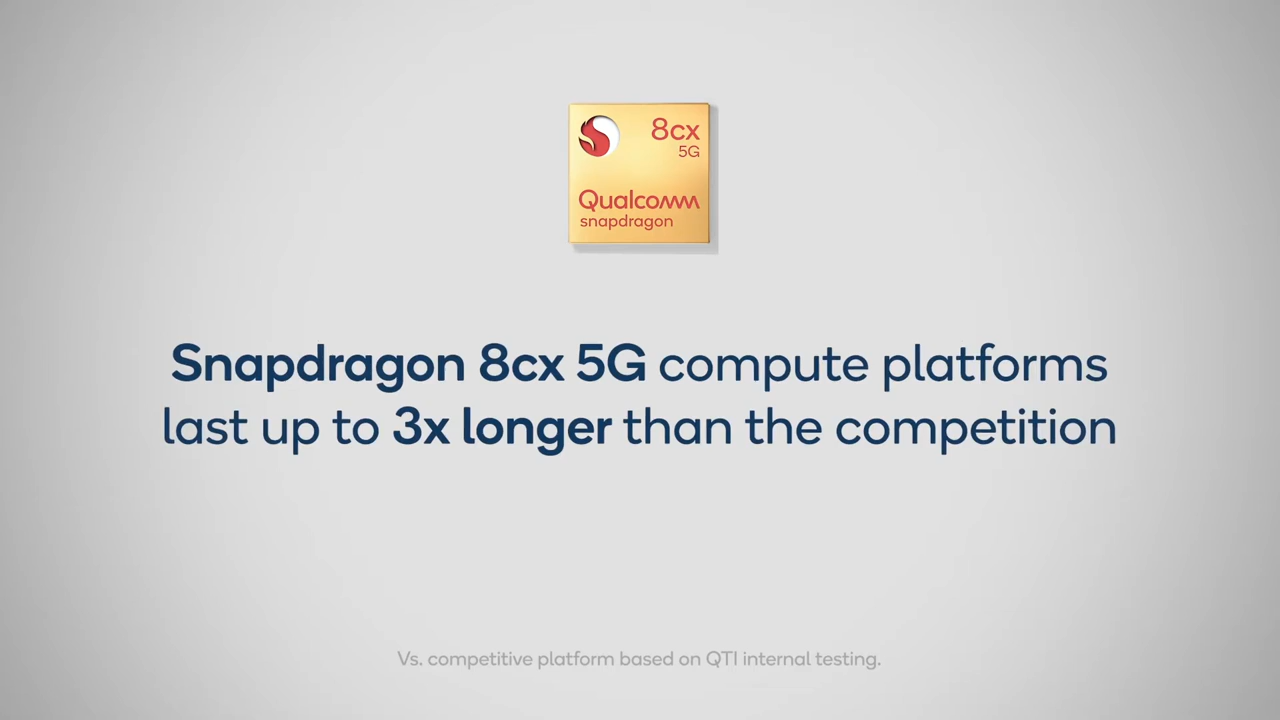 8cx
5G
Qualcomm
snapdragon
Snapdragon 8cx 5G compute platforms
last up to 3x longer than the competition
Vs. competitive platform based on QTI internal testing.